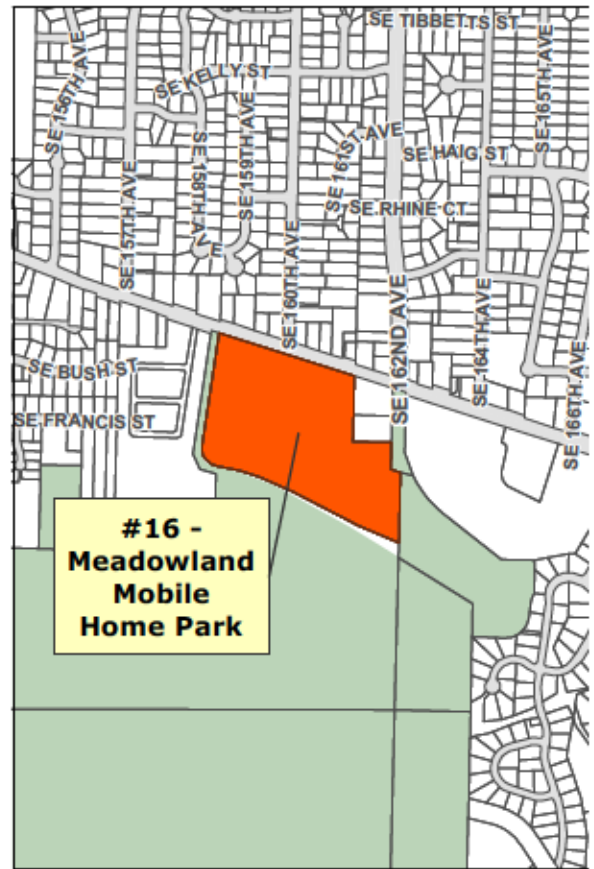 SE TIBBETTS ST
SE 156TH AVE
SE KELLY ST
SE 165TH AVE
SE 157TH AVE
SE 158TH AVE
SE 159TH AVE
SE 161ST AVE
SE HAIG ST
SE RHINE CT
SE 160TH AVE
SE 162ND AVE
SE 164TH AVE
SE BUSH ST
SE 166TH AVE
SE FRANCIS ST
#16 -
Meadowland
Mobile
Home Park